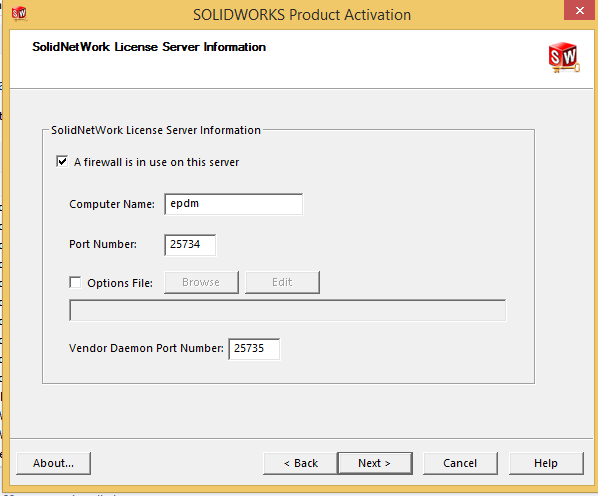 SOLIDWORKS Product Activation
SolidNetWork License Server Information
SW
SolidNetWork License Server Information
A firewall is in use on this server
Computer Name: epdm
Port Number: 25734
Options File: Browse Edit
Vendor Daemon Port Number: 25735
About... < Back Next > Cancel Help